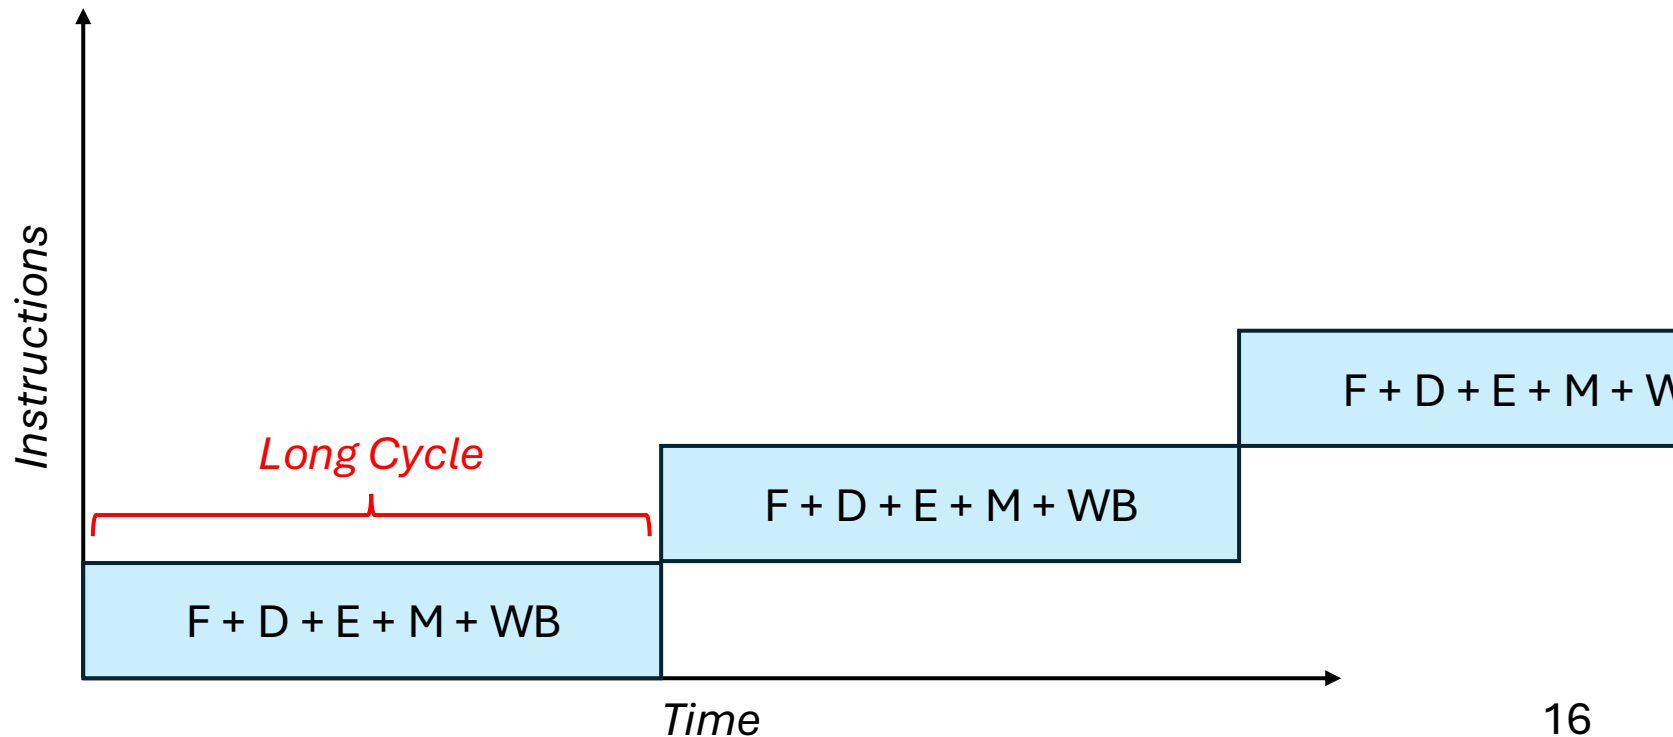 Instructions
Long Cycle
F + D + E + M + W
F + D + E + M + WB
F + D + E + M + WB
Time
16